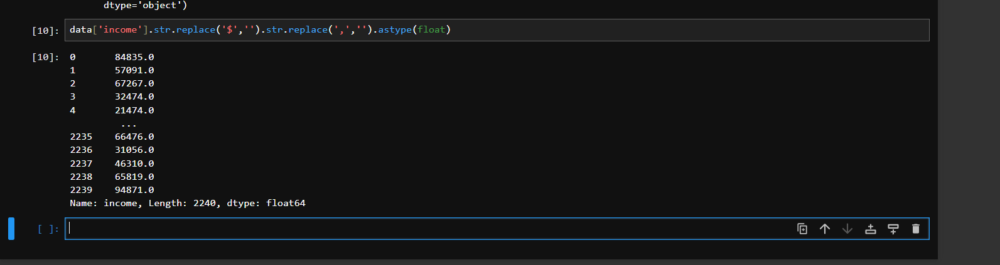 dtype='object')
[10]: data['income'].str.replace('$','').str.replace(',','').astype(float)
[10]: 0 84835.0
1 57091.0
2 67267.0
3 32474.0
4 21474.0
...
2235 66476.0
2236 31056.0
2237 46310.0
2238 65819.0
2239 94871.0
Name: income, Length: 2240, dtype: float64
[ ]: